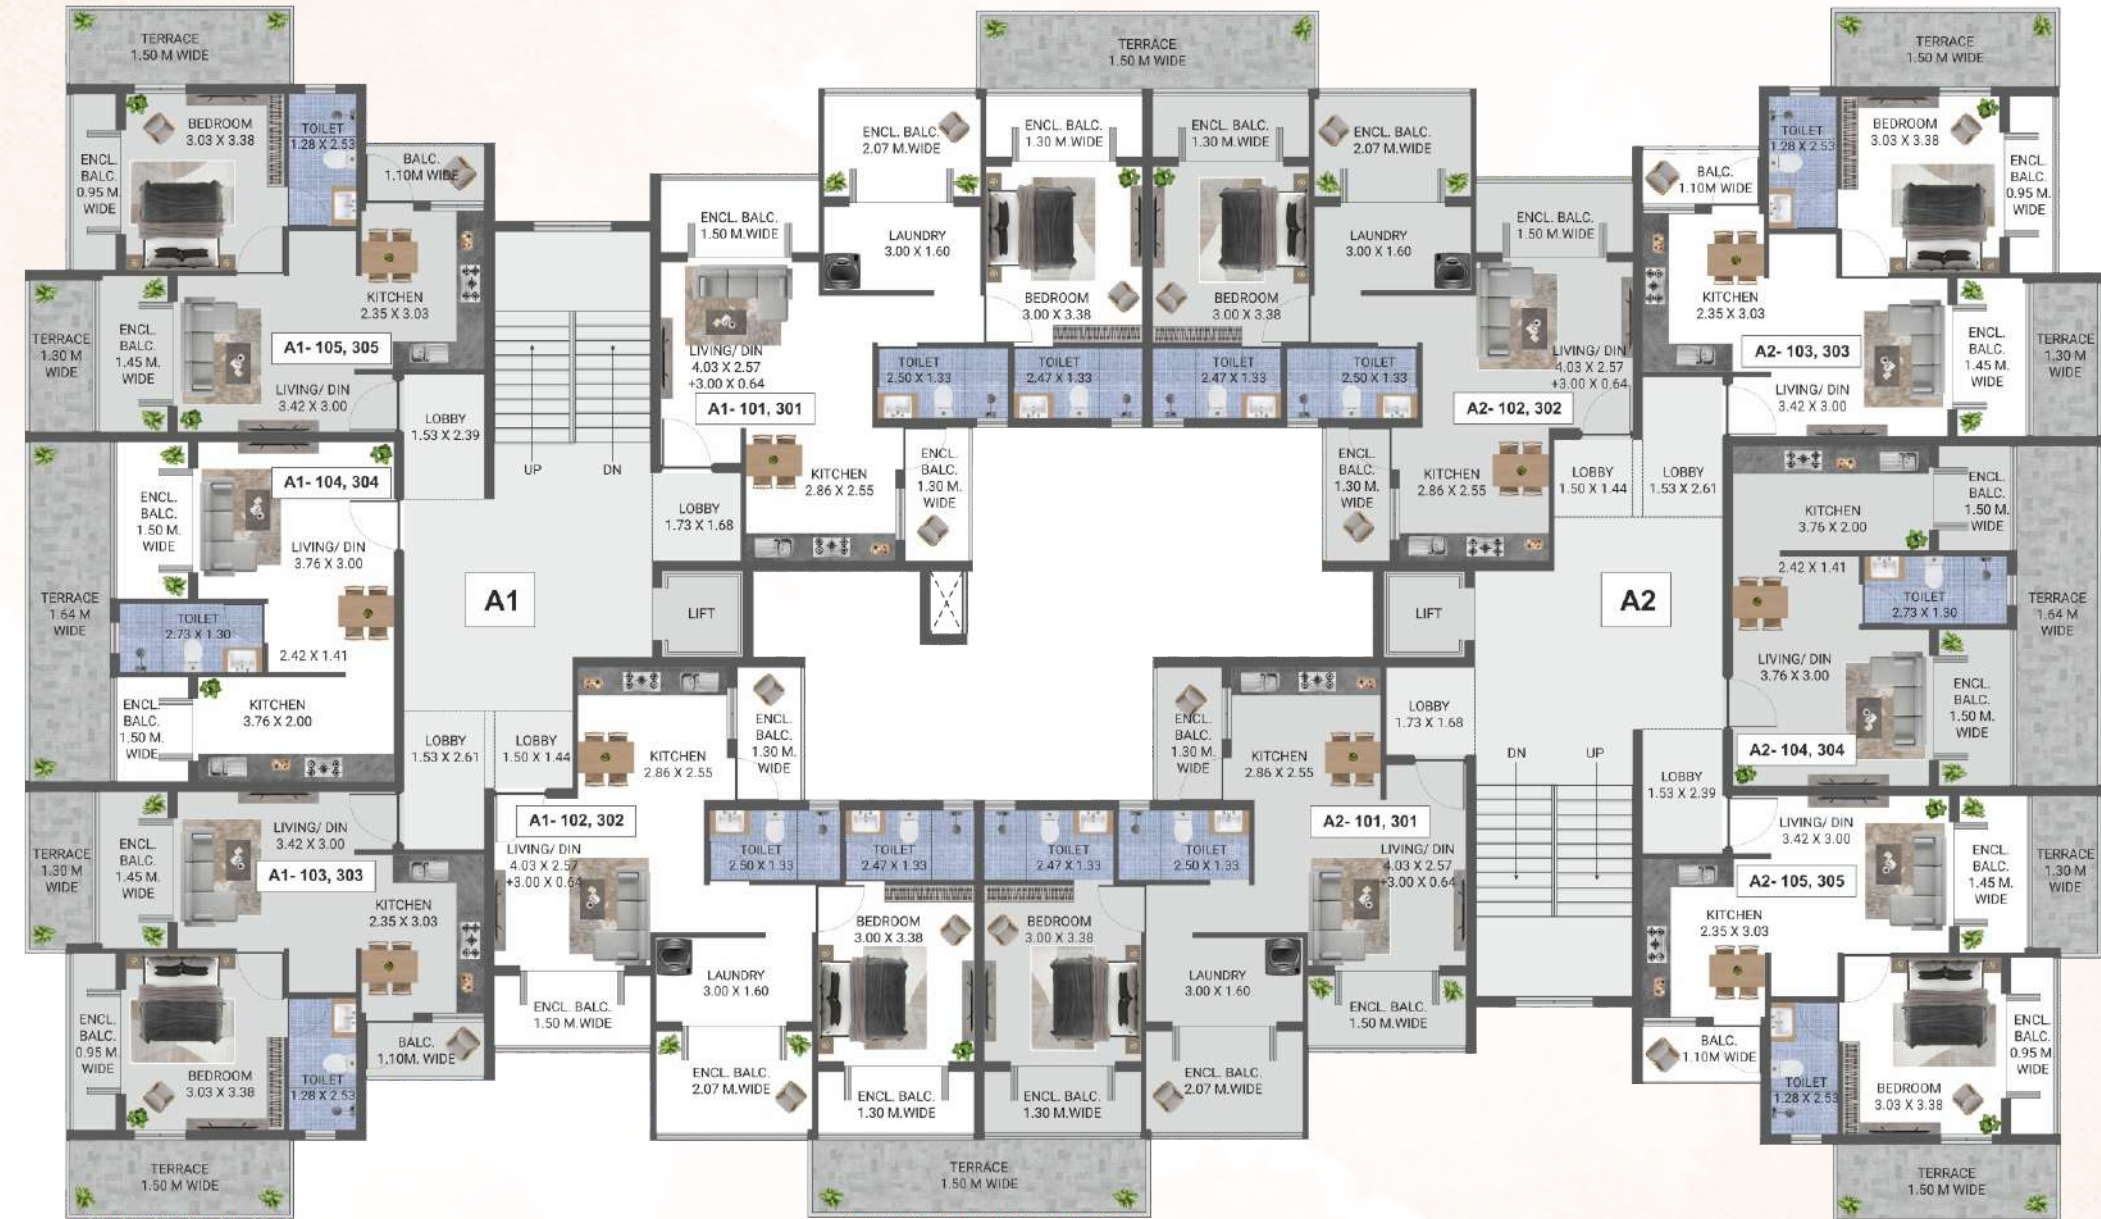 TERRACE
1.50 M WIDE
BEDROOM
3.03 X 3.38
TOILET
1.28 X 2.53
ENCL.
BALC.
0.95 M.
WIDE
BALC.
1.10M WIDE
KITCHEN
2.35 X 3.03
TERRACE
1.30 M
WIDE
ENCL.
BALC.
1.45 M.
WIDE
A1- 105, 305
LIVING/ DIN
3.42 X 3.00
LOBBY
1.53 X 2.39
UP
DN
A1- 104, 304
ENCL.
BALC.
1.50 M.
WIDE
LIVING/ DIN
3.76 X 3.00
TERRACE
1.64 M
WIDE
TOILET
2.73 X 1.30
2.42 X 1.41
ENCL.
BALC.
1.50 M.
WIDE
KITCHEN
3.76 X 2.00
A1
LIFT
LOBBY
1.53 X 2.61
LOBBY
1.50 X 1.44
LIVING/ DIN
3.42 X 3.00
TERRACE
1.30 M
WIDE
ENCL.
BALC.
1.45 M.
WIDE
A1- 103, 303
KITCHEN
2.35 X 3.03
ENCL.
BALC.
0.95 M.
WIDE
BEDROOM
3.03 X 3.38
TOILET
1.28 X 2.53
BALC.
1.10M. WIDE
TERRACE
1.50 M WIDE
TERRACE
1.50 M WIDE
ENCL. BALC.
2.07 M.WIDE
ENCL. BALC.
1.30 M.WIDE
ENCL. BALC.
1.50 M.WIDE
LAUNDRY
3.00 X 1.60
BEDROOM
3.00 X 3.38
LIVING/ DIN
4.03 X 2.57
+3.00 X 0.64
TOILET
2.50 X 1.33
TOILET
2.47 X 1.33
A1- 101, 301
KITCHEN
2.86 X 2.55
ENCL.
BALC.
1.30 M.
WIDE
LOBBY
1.73 X 1.68
ENCL. BALC.
1.30 M.WIDE
ENCL. BALC.
2.07 M.WIDE
ENCL. BALC.
1.50 M.WIDE
LAUNDRY
3.00 X 1.60
BEDROOM
3.00 X 3.38
LIVING/ DIN
4.03 X 2.57
+3.00 X 0.64
TOILET
2.47 X 1.33
TOILET
2.50 X 1.33
A2- 102, 302
ENCL.
BALC.
1.30 M.
WIDE
KITCHEN
2.86 X 2.55
LOBBY
1.50 X 1.44
LOBBY
1.53 X 2.61
KITCHEN
2.86 X 2.55
ENCL.
BALC.
1.30 M.
WIDE
A1- 102, 302
LIVING/ DIN
4.03 X 2.57
+3.00 X 0.64
TOILET
2.50 X 1.33
TOILET
2.47 X 1.33
BEDROOM
3.00 X 3.38
LAUNDRY
3.00 X 1.60
ENCL. BALC.
1.50 M.WIDE
ENCL. BALC.
2.07 M.WIDE
ENCL. BALC.
1.30 M.WIDE
TERRACE
1.50 M WIDE
ENCL.
BALC.
1.30 M.
WIDE
KITCHEN
2.86 X 2.55
LOBBY
1.73 X 1.68
A2- 101, 301
TOILET
2.47 X 1.33
TOILET
2.50 X 1.33
LIVING/ DIN
4.03 X 2.57
+3.00 X 0.64
BEDROOM
3.00 X 3.38
LAUNDRY
3.00 X 1.60
ENCL. BALC.
1.50 M.WIDE
ENCL. BALC.
1.30 M.WIDE
ENCL. BALC.
2.07 M.WIDE
TERRACE
1.50 M WIDE
TOILET
1.28 X 2.53
BEDROOM
3.03 X 3.38
BALC.
1.10M WIDE
ENCL.
BALC.
0.95 M.
WIDE
KITCHEN
2.35 X 3.03
A2- 103, 303
ENCL.
BALC.
1.45 M.
WIDE
TERRACE
1.30 M
WIDE
LIVING/ DIN
3.42 X 3.00
KITCHEN
3.76 X 2.00
ENCL.
BALC.
1.50 M.
WIDE
2.42 X 1.41
TOILET
2.73 X 1.30
TERRACE
1.64 M
WIDE
LIFT
A2
LIVING/ DIN
3.76 X 3.00
ENCL.
BALC.
1.50 M.
WIDE
A2- 104, 304
DN
UP
LOBBY
1.53 X 2.39
LIVING/ DIN
3.42 X 3.00
ENCL.
BALC.
1.45 M.
WIDE
TERRACE
1.30 M
WIDE
A2- 105, 305
KITCHEN
2.35 X 3.03
BALC.
1.10M WIDE
TOILET
1.28 X 2.53
BEDROOM
3.03 X 3.38
ENCL.
BALC.
0.95 M.
WIDE
TERRACE
1.50 M WIDE